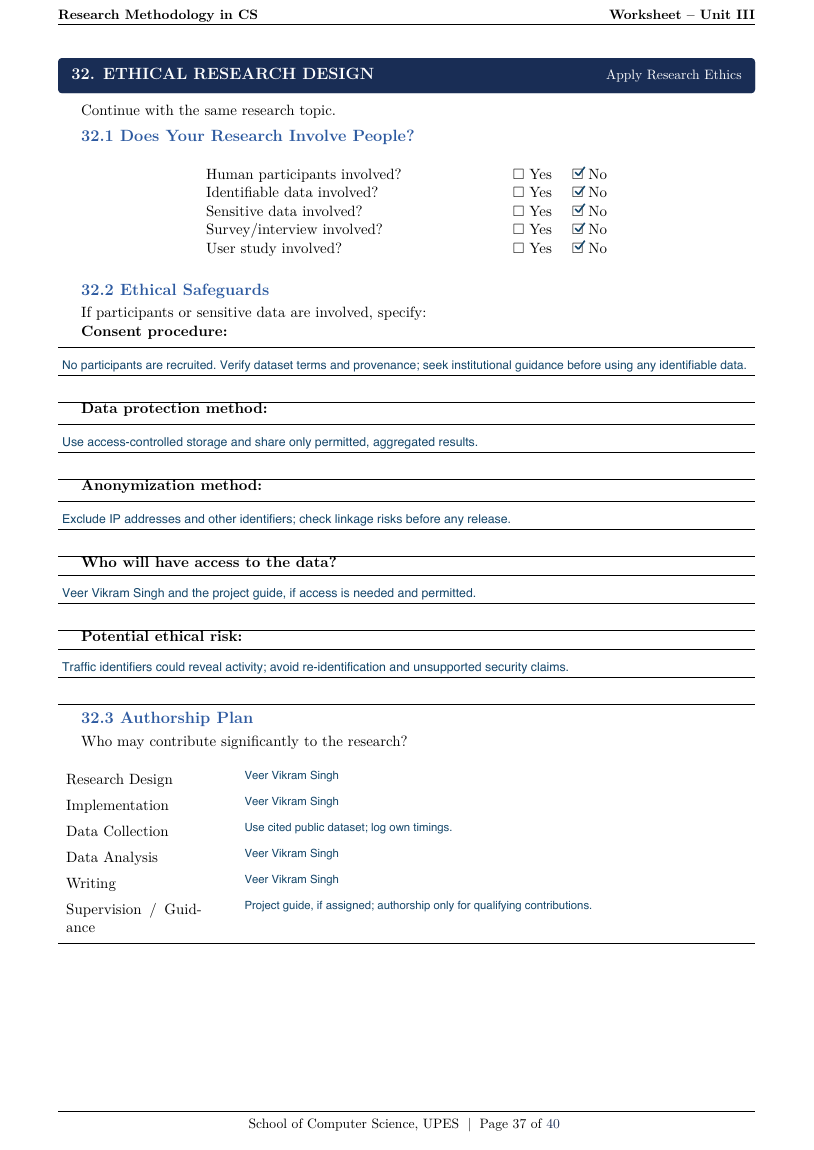 Research Methodology in CS Worksheet – Unit III
32. ETHICAL RESEARCH DESIGN Apply Research Ethics
Continue with the same research topic.
32.1 Does Your Research Involve People?
Human participants involved? ☐ Yes ☑ No
Identifiable data involved? ☐ Yes ☑ No
Sensitive data involved? ☐ Yes ☑ No
Survey/interview involved? ☐ Yes ☑ No
User study involved? ☐ Yes ☑ No
32.2 Ethical Safeguards
If participants or sensitive data are involved, specify:
Consent procedure:
No participants are recruited. Verify dataset terms and provenance; seek institutional guidance before using any identifiable data.
Data protection method:
Use access-controlled storage and share only permitted, aggregated results.
Anonymization method:
Exclude IP addresses and other identifiers; check linkage risks before any release.
Who will have access to the data?
Veer Vikram Singh and the project guide, if access is needed and permitted.
Potential ethical risk:
Traffic identifiers could reveal activity; avoid re-identification and unsupported security claims.
32.3 Authorship Plan
Who may contribute significantly to the research?
Research Design Veer Vikram Singh
Implementation Veer Vikram Singh
Data Collection Use cited public dataset; log own timings.
Data Analysis Veer Vikram Singh
Writing Veer Vikram Singh
Supervision / Guid- Project guide, if assigned; authorship only for qualifying contributions.
ance
School of Computer Science, UPES | Page 37 of 40